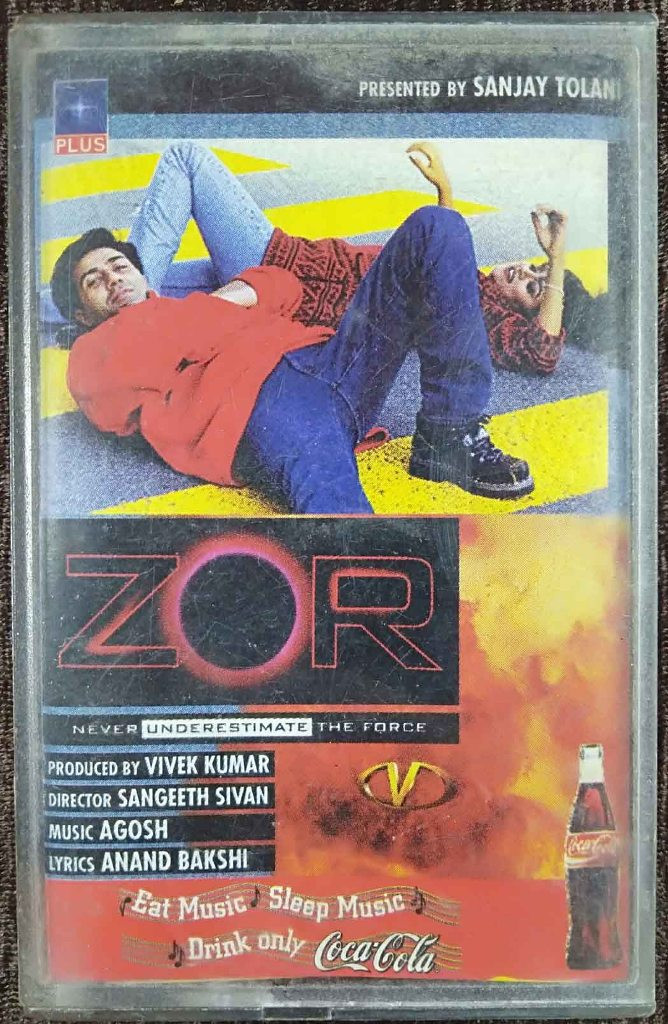 PRESENTED BY SANJAY TOLANI
PLUS
ZOR
NEVER UNDERESTIMATE THE FORCE
PRODUCED BY VIVEK KUMAR
DIRECTOR SANGEETH SIVAN
MUSIC AGOSH
LYRICS ANAND BAKSHI
V
Coca-Cola
Eat Music Sleep Music
Drink only Coca-Cola